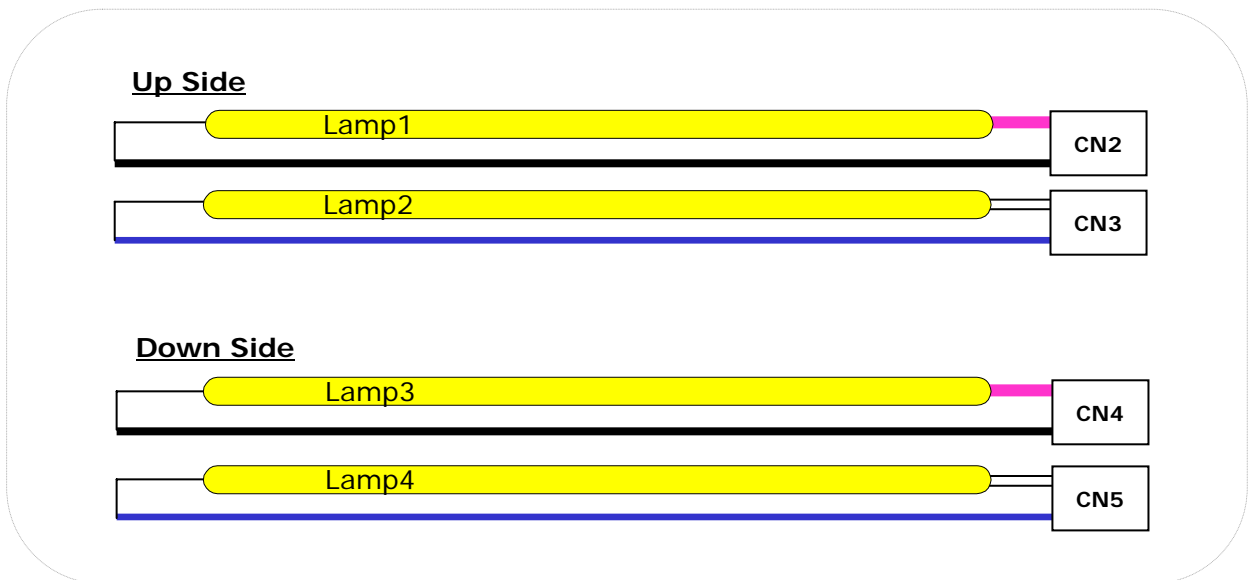 Up Side
Lamp1
CN2
Lamp2
CN3
Down Side
Lamp3
CN4
Lamp4
CN5